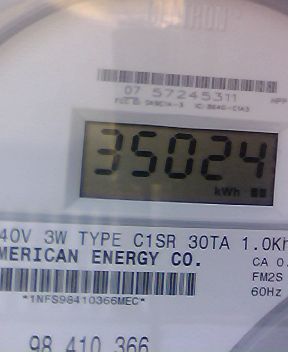 07 57245311
35024
kWh
40V 3W TYPE C1SR 30TA 1.0Kh
MERICAN ENERGY CO.
CA 0.
FM2S
60Hz
*1NFS98410366MEC*
98 410 366